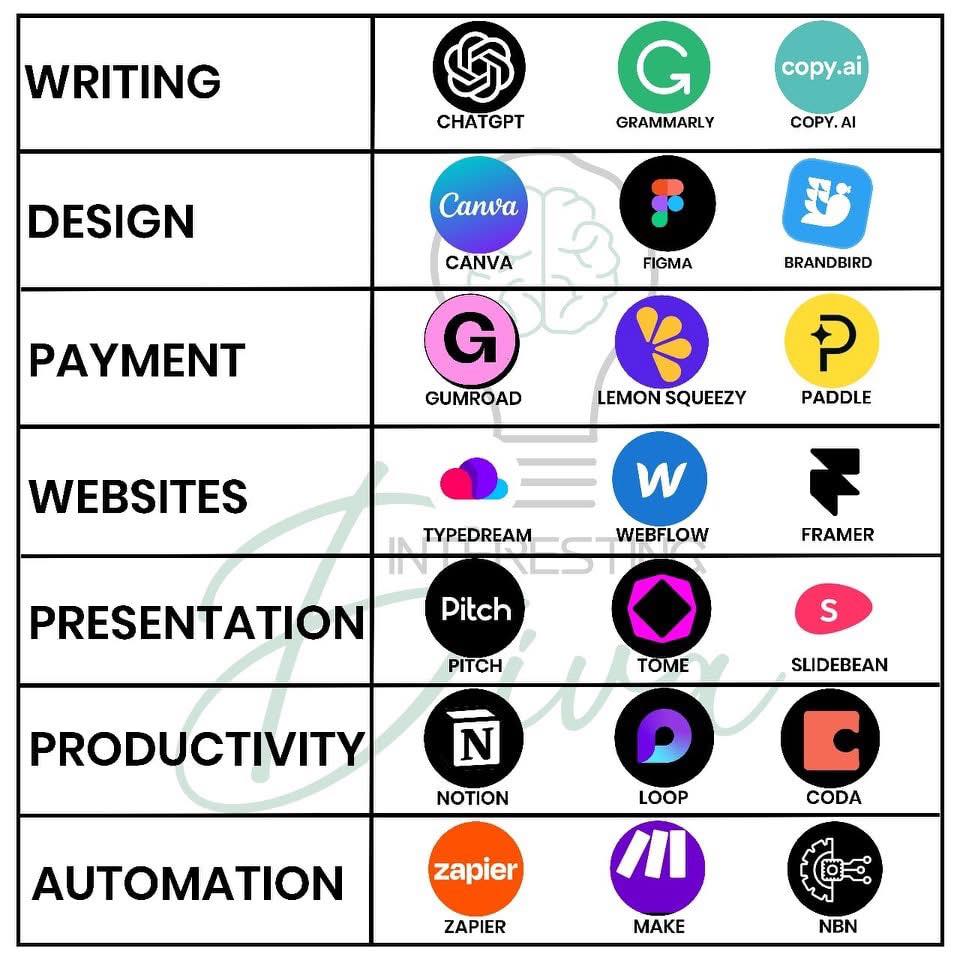 WRITING
copy.ai
CHATGPT
GRAMMARLY
COPY. AI
DESIGN
Canva
CANVA
FIGMA
BRANDBIRD
PAYMENT
GUMROAD
LEMON SQUEEZY
PADDLE
WEBSITES
W
TYPEDREAM
WEBFLOW
FRAMER
INTERESTING
Diva
PRESENTATION
Pitch
S
PITCH
TOME
SLIDEBEAN
PRODUCTIVITY
N
NOTION
LOOP
CODA
AUTOMATION
zapier
ZAPIER
MAKE
NBN